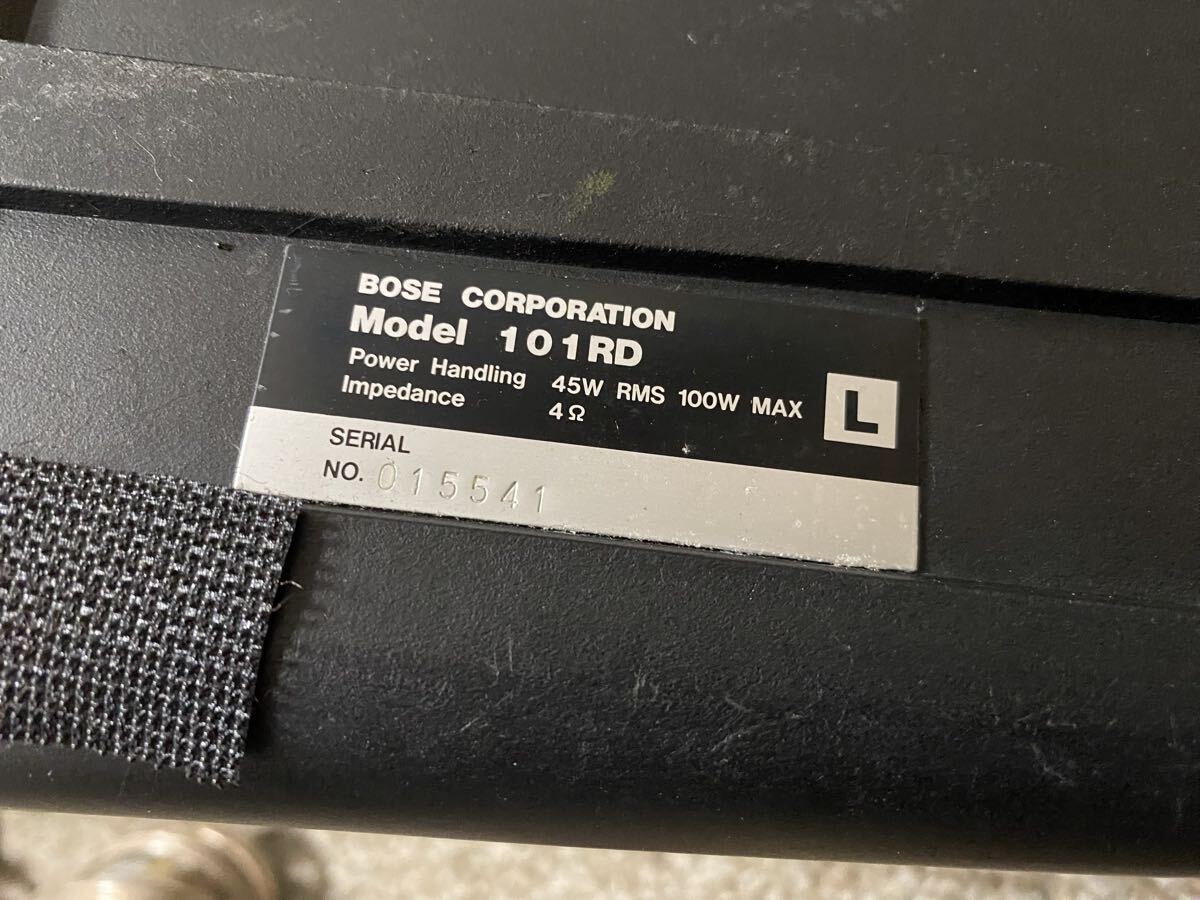 BOSE CORPORATION
Model 101RD
Power Handling 45W RMS 100W MAX
Impedance 4Ω
L
SERIAL
NO. 015541